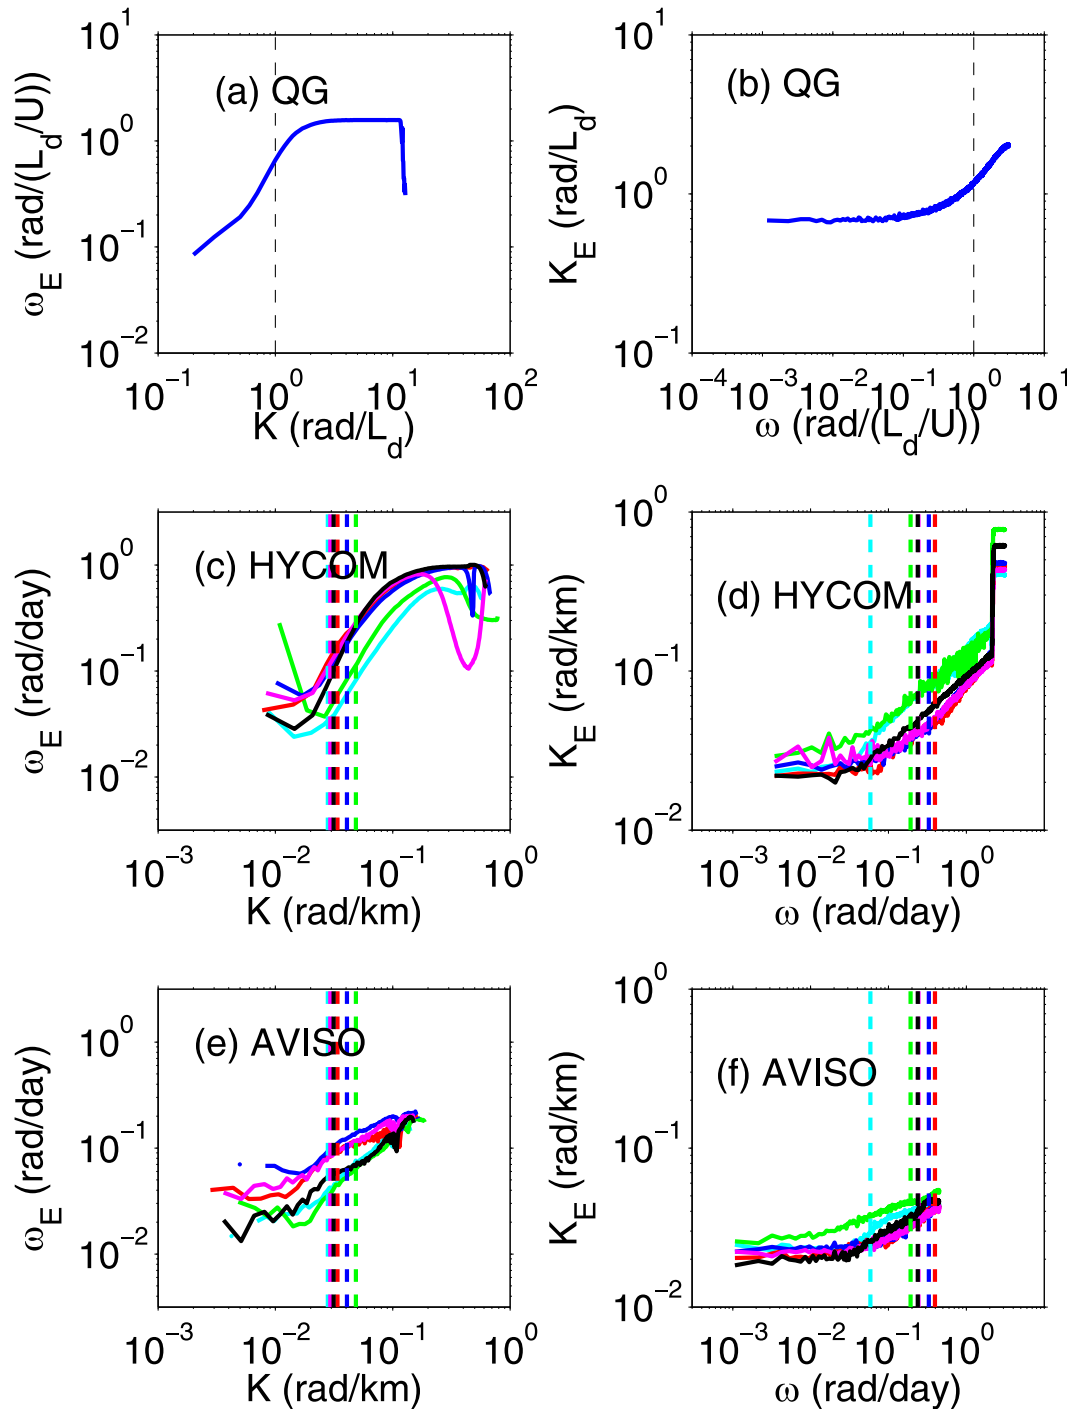 10^1
10^0
10^-1
10^-2
ω_E (rad/(L_d/U))
(a) QG
10^-1 10^0 10^1 10^2
K (rad/L_d)
10^1
10^0
10^-1
K_E (rad/L_d)
(b) QG
10^-4 10^-3 10^-2 10^-1 10^0 10^1
ω (rad/(L_d/U))
10^0
10^-1
10^-2
ω_E (rad/day)
(c) HYCOM
10^-3 10^-2 10^-1 10^0
K (rad/km)
10^0
10^-1
10^-2
K_E (rad/km)
(d) HYCOM
10^-3 10^-2 10^-1 10^0
ω (rad/day)
10^0
10^-1
10^-2
ω_E (rad/day)
(e) AVISO
10^-3 10^-2 10^-1 10^0
K (rad/km)
10^0
10^-1
10^-2
K_E (rad/km)
(f) AVISO
10^-3 10^-2 10^-1 10^0
ω (rad/day)